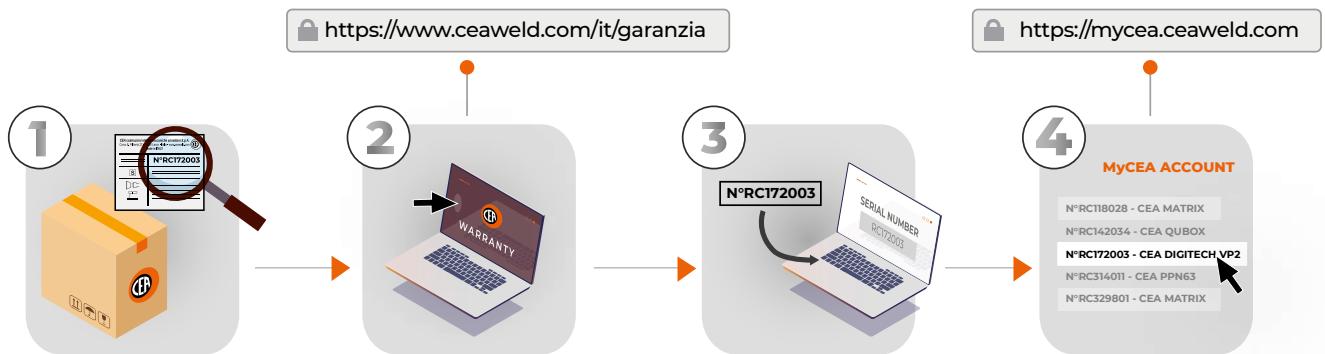 https://www.ceaweld.com/it/garanzia
https://mycea.ceaweld.com
1
N°RC172003
CEA
2
CEA
WARRANTY
3
N°RC172003
SERIAL NUMBER
RC172003
4
MyCEA ACCOUNT
N°RC118028 - CEA MATRIX
N°RC142034 - CEA QUBOX
N°RC172003 - CEA DIGITECH VP2
N°RC314011 - CEA PPN63
N°RC329801 - CEA MATRIX